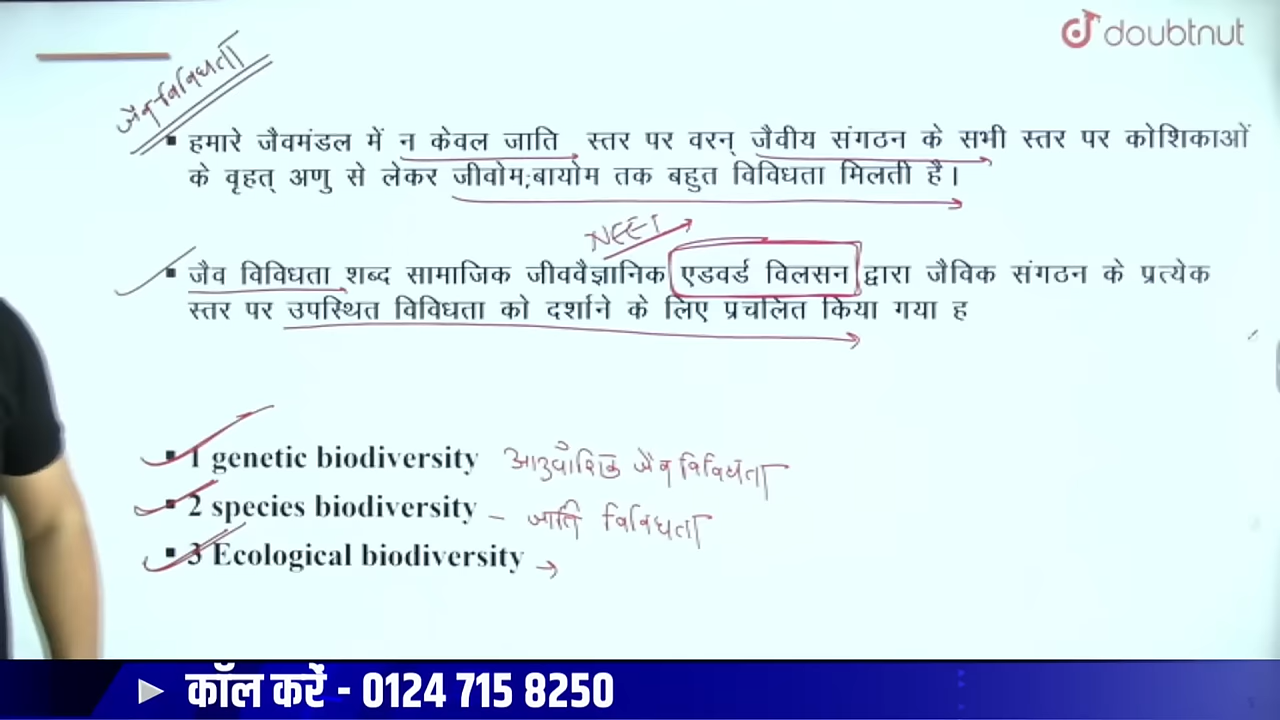 doubtnut
जैव-विविधता
▪ हमारे जैवमंडल में न केवल जाति स्तर पर वरन् जैवीय संगठन के सभी स्तर पर कोशिकाओं
के वृहत् अणु से लेकर जीवोम;बायोम तक बहुत विविधता मिलती है।
NEET
▪ जैव विविधता शब्द सामाजिक जीववैज्ञानिक एडवर्ड विलसन द्वारा जैविक संगठन के प्रत्येक
स्तर पर उपस्थित विविधता को दर्शाने के लिए प्रचलित किया गया ह
▪ 1 genetic biodiversity आनुवांशिक जैव विविधता
▪ 2 species biodiversity – जाति विविधता
▪ 3 Ecological biodiversity →
कॉल करें - 0124 715 8250